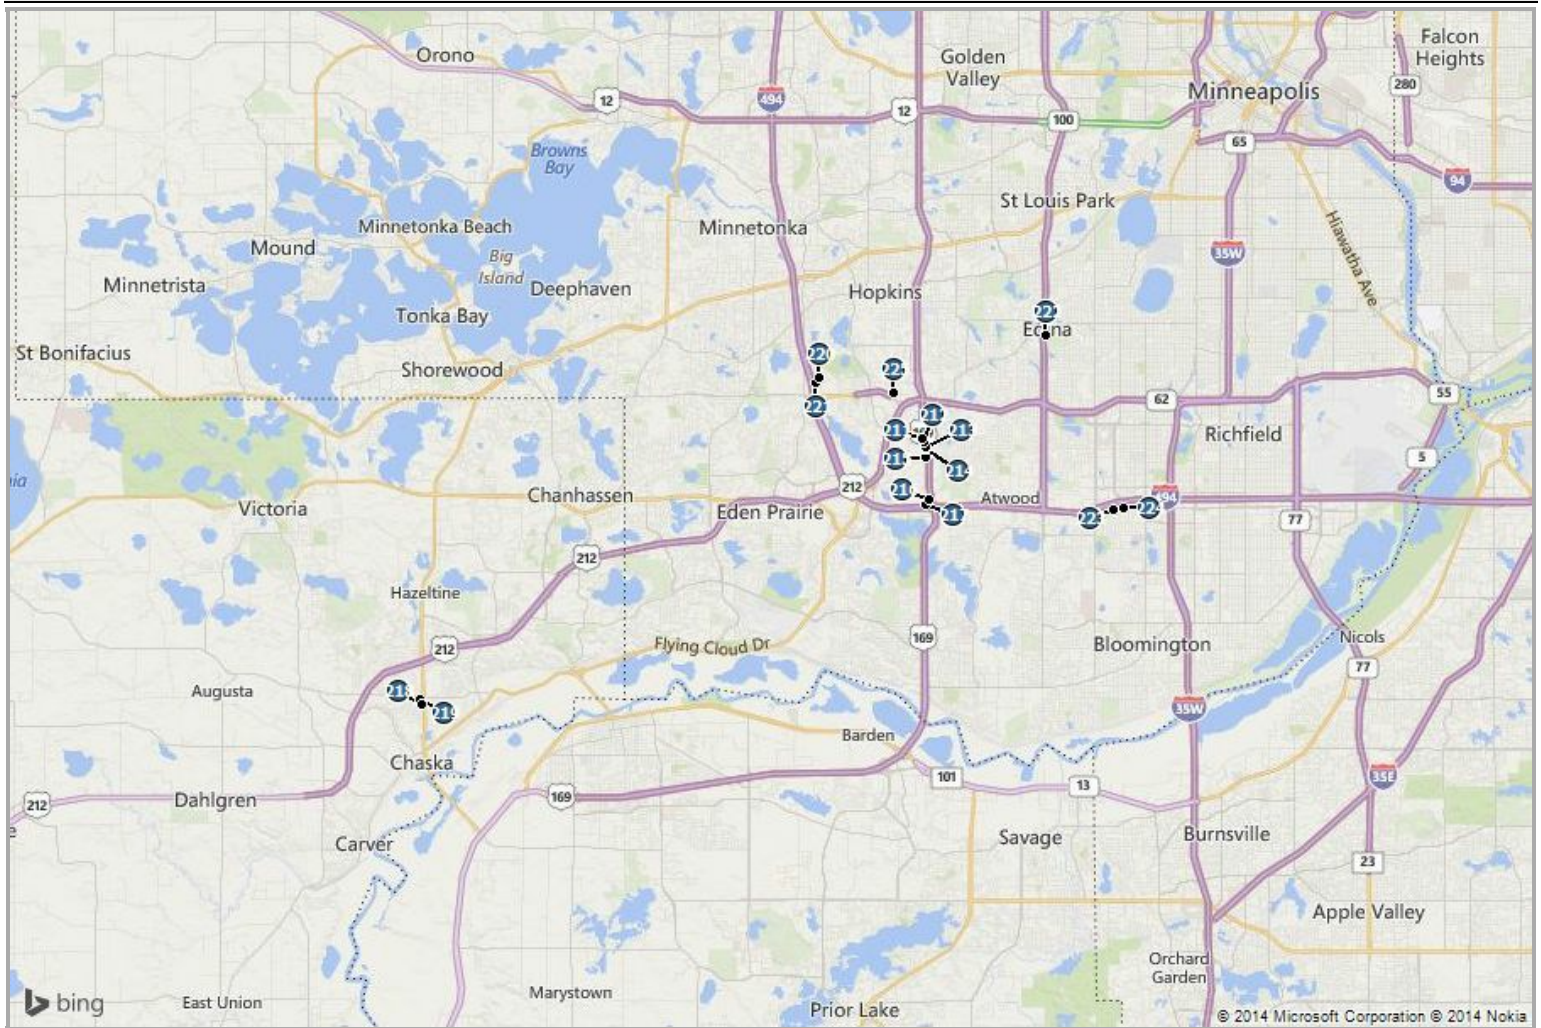 Orono
Golden
Valley
Falcon
Heights
12
494
12
Minneapolis
280
100
65
Browns
Bay
94
St Louis Park
Minnetonka Beach
Minnetonka
Mound
Big
Island
35W
Hiawatha Ave
Minnetrista
Deephaven
Hopkins
Tonka Bay
Edina
St Bonifacius
Shorewood
62
55
Richfield
5
212
Chanhassen
Atwood
494
Victoria
Eden Prairie
77
212
Hazeltine
169
Nicols
Flying Cloud Dr
Bloomington
212
77
Augusta
219
35W
Barden
Chaska
101
13
35E
212
Dahlgren
169
Carver
Savage
Burnsville
23
Apple Valley
Orchard
Garden
bing
East Union
Marystown
Prior Lake
© 2014 Microsoft Corporation © 2014 Nokia